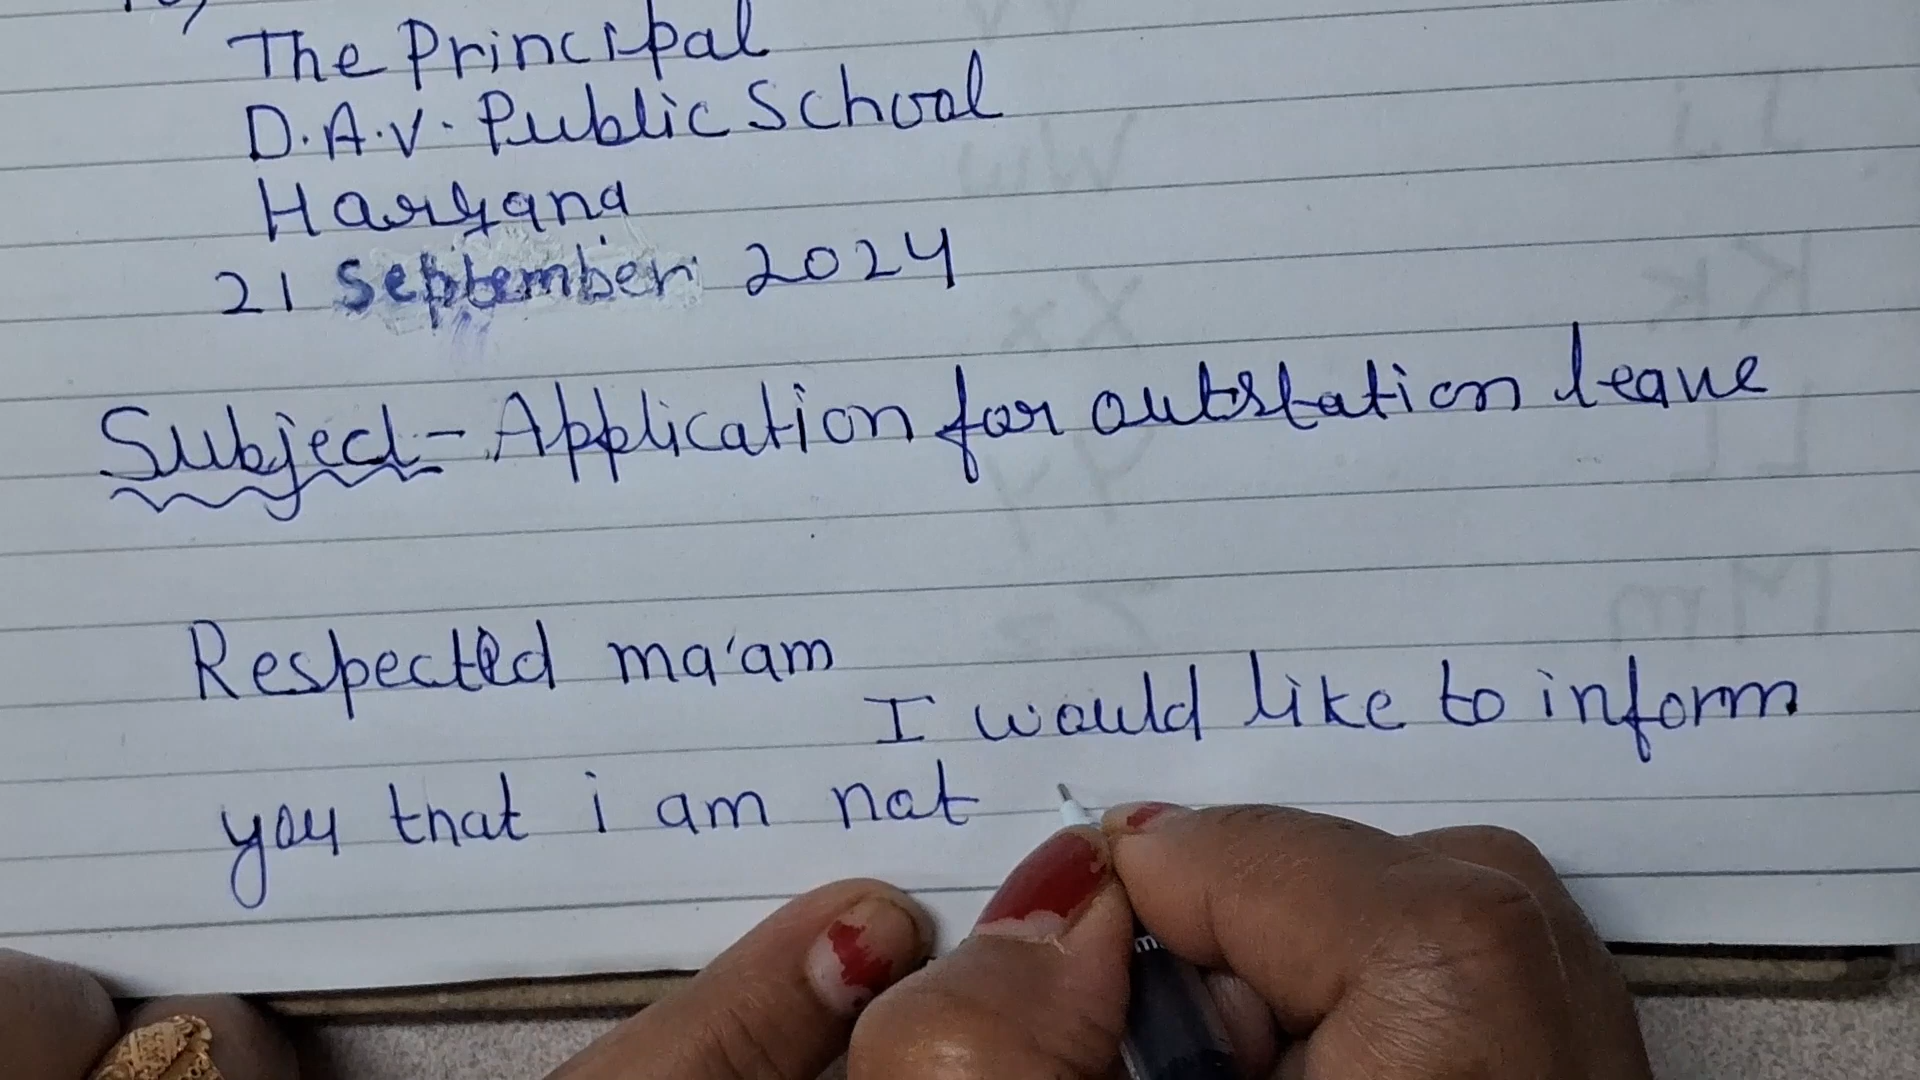 To,
The Principal
D.A.V. Public School
Haryana
21 September 2024
Subject - Application for outstation leave
Respected ma'am
I would like to inform
you that i am not